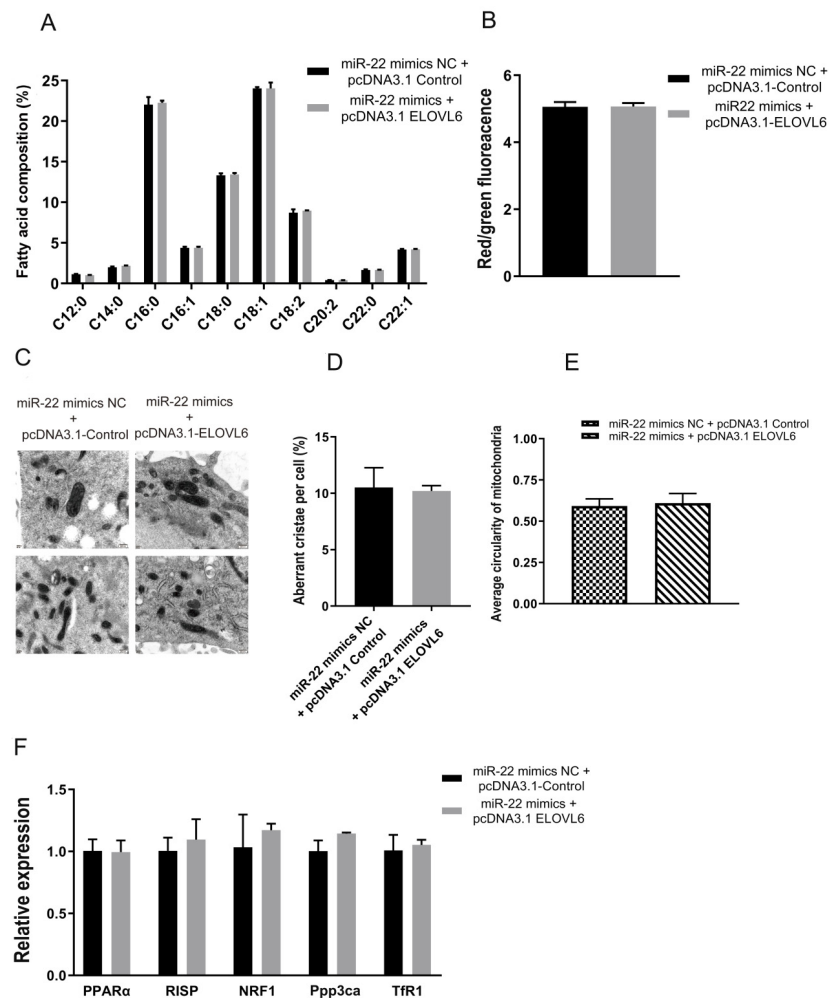 A
miR-22 mimics NC +
pcDNA3.1 Control
miR-22 mimics +
pcDNA3.1 ELOVL6
Fatty acid composition (%)
25
20
15
10
5
0
C12:0
C14:0
C16:0
C16:1
C18:0
C18:1
C18:2
C20:2
C22:0
C22:1
B
miR-22 mimics NC +
pcDNA3.1-Control
miR22 mimics +
pcDNA3.1-ELOVL6
Red/green fluoreacence
6
4
2
0
C
miR-22 mimics NC
+
pcDNA3.1-Control
miR-22 mimics
+
pcDNA3.1-ELOVL6
D
Aberrant cristae per cell (%)
15
10
5
0
miR-22 mimics NC
+ pcDNA3.1 Control
miR-22 mimics
+ pcDNA3.1 ELOVL6
E
miR-22 mimics NC + pcDNA3.1 Control
miR-22 mimics + pcDNA3.1 ELOVL6
Average circularity of mitochondria
1.00
0.75
0.50
0.25
0.00
F
miR-22 mimics NC +
pcDNA3.1-Control
miR-22 mimics +
pcDNA3.1 ELOVL6
Relative expression
1.5
1.0
0.5
0.0
PPARα
RISP
NRF1
Ppp3ca
TfR1